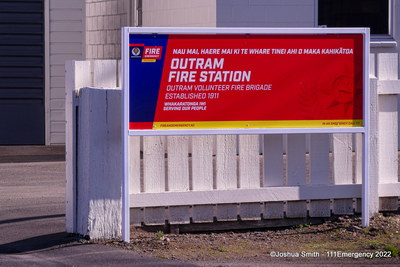 NAU MAI, HAERE MAI KI TE WHARE TINEI AHI O MAKA KAHIKĀTOA
FIRE
OUTRAM
FIRE STATION
OUTRAM VOLUNTEER FIRE BRIGADE
ESTABLISHED 1911
WHAKARATONGA IWI
SERVING OUR PEOPLE
©Joshua Smith - 111Emergency 2022